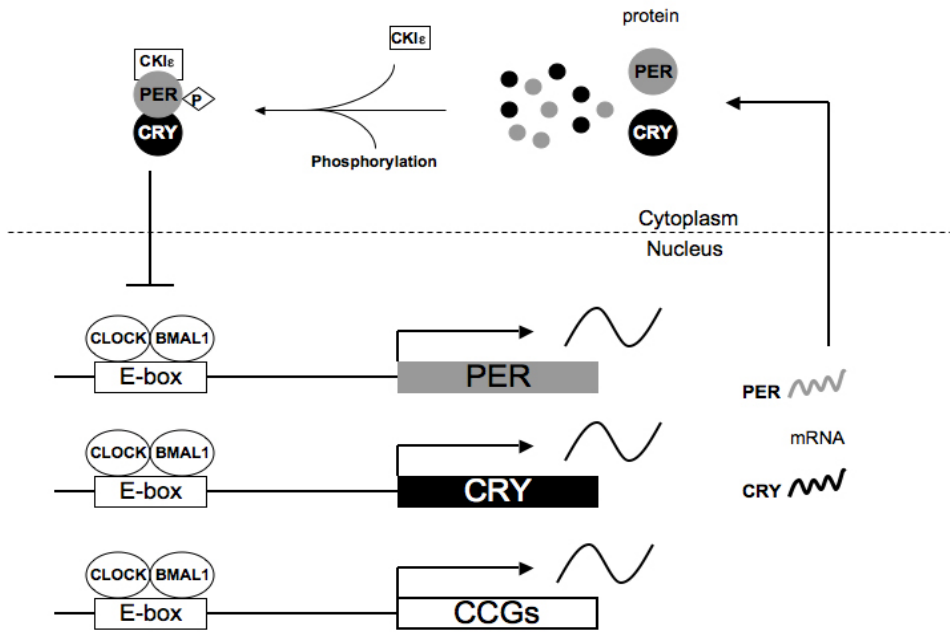 protein
CKIε
CKIε
PER
P
PER
CRY
CRY
Phosphorylation
Cytoplasm
Nucleus
CLOCK BMAL1
E-box
PER
PER
mRNA
CLOCK BMAL1
E-box
CRY
CRY
CLOCK BMAL1
E-box
CCGs